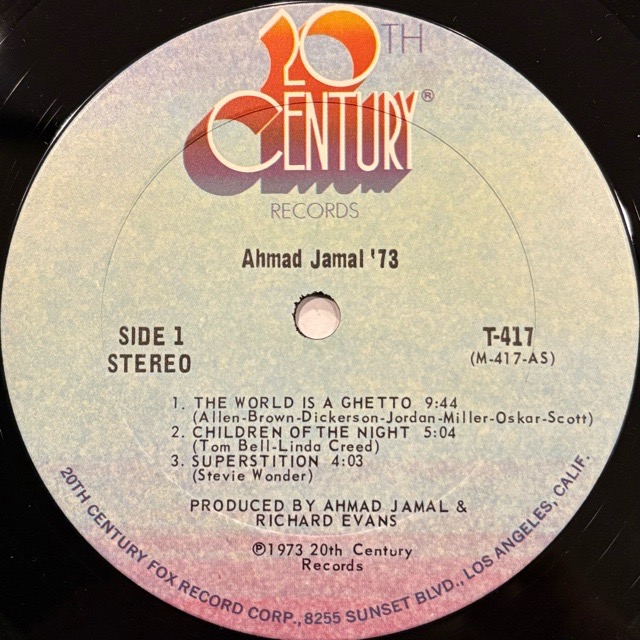 20TH
CENTURY®
RECORDS
Ahmad Jamal '73
SIDE 1
STEREO
T-417
(M-417-AS)
1. THE WORLD IS A GHETTO 9:44
(Allen-Brown-Dickerson-Jordan-Miller-Oskar-Scott)
2. CHILDREN OF THE NIGHT 5:04
(Tom Bell-Linda Creed)
3. SUPERSTITION 4:03
(Stevie Wonder)
PRODUCED BY AHMAD JAMAL &
RICHARD EVANS
℗1973 20th Century
Records
20TH CENTURY FOX RECORD CORP., 8255 SUNSET BLVD., LOS ANGELES, CALIF.